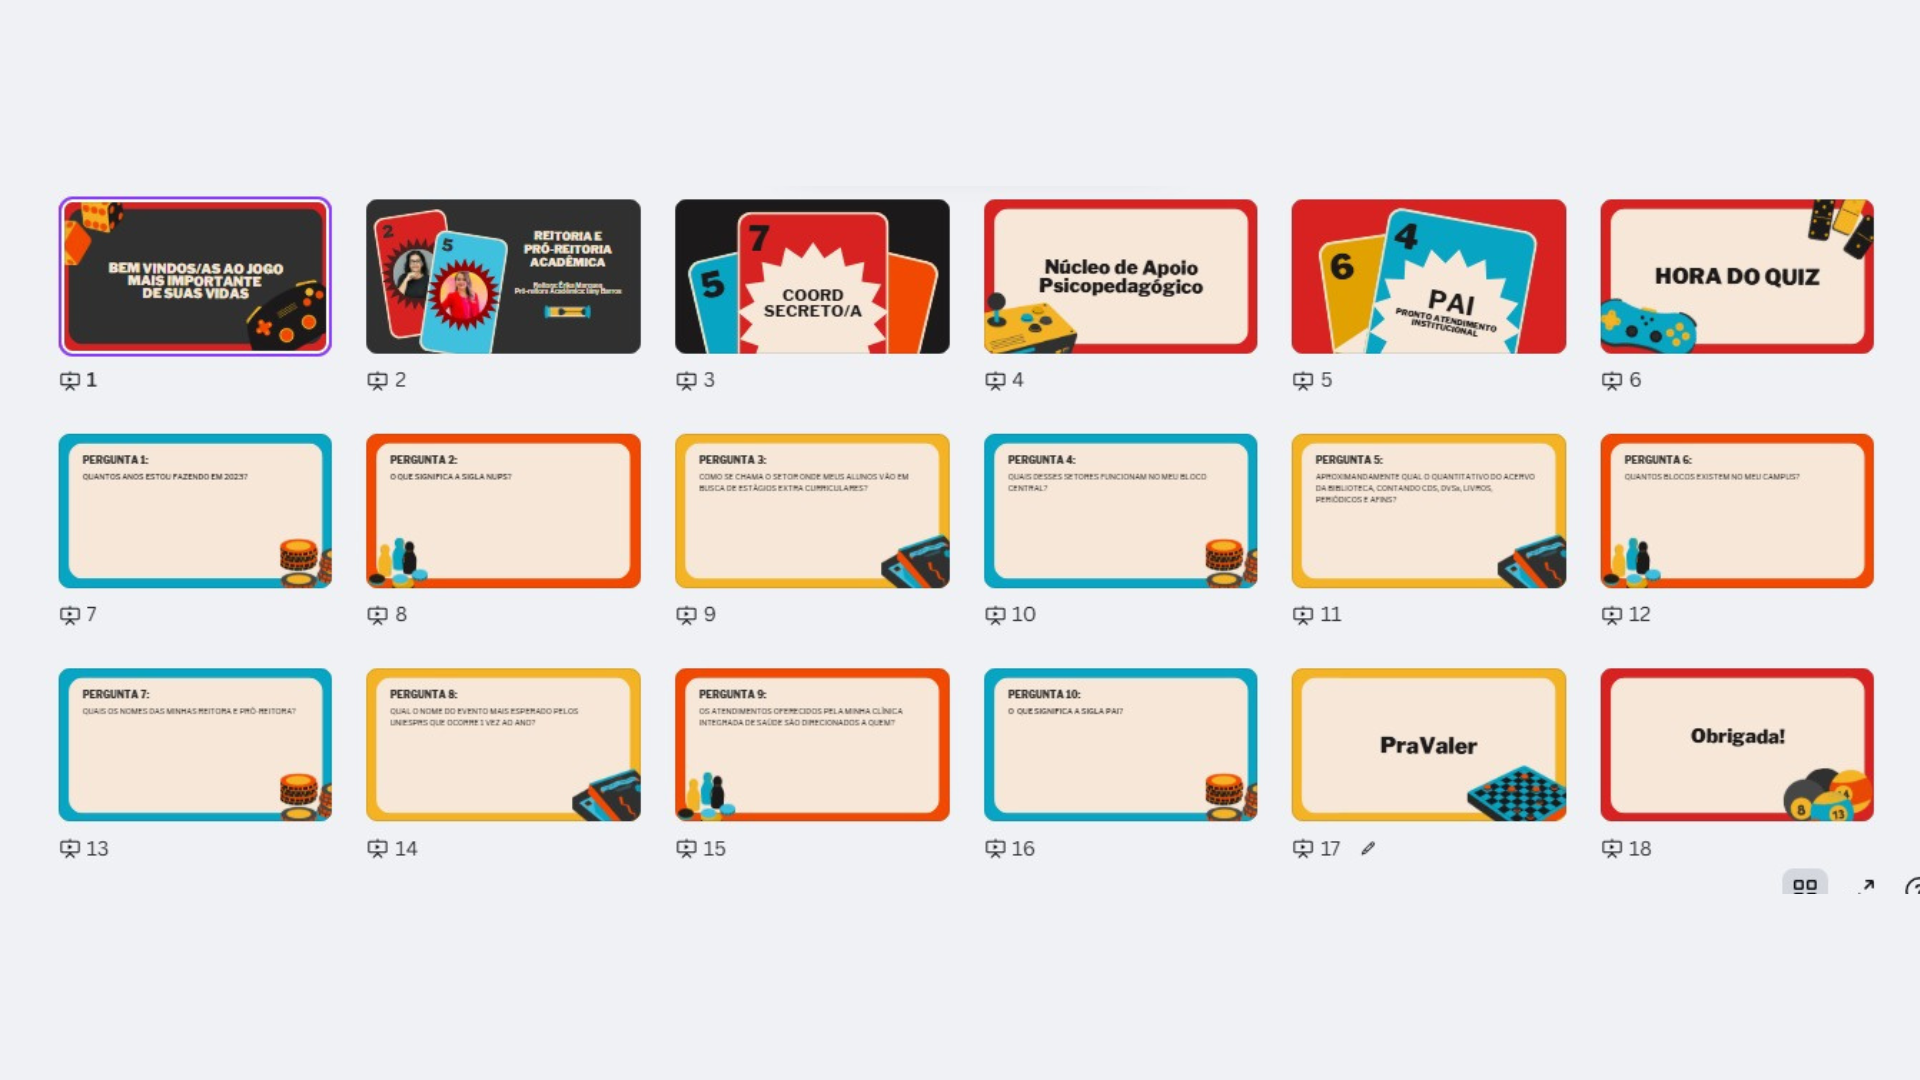 BEM VINDOS/AS AO JOGO
MAIS IMPORTANTE
DE SUAS VIDAS
1
2
5
REITORIA E
PRÓ-REITORIA
ACADÊMICA
Reitora: Érika Marques
Pró-reitora Acadêmica: Iany Barros
2
7
5
COORD
SECRETO/A
3
Núcleo de Apoio
Psicopedagógico
4
4
6
PAI
PRONTO ATENDIMENTO
INSTITUCIONAL
5
HORA DO QUIZ
6
PERGUNTA 1:
QUANTOS ANOS ESTOU FAZENDO EM 2023?
7
PERGUNTA 2:
O QUE SIGNIFICA A SIGLA NUPS?
8
PERGUNTA 3:
COMO SE CHAMA O SETOR ONDE MEUS ALUNOS VÃO EM
BUSCA DE ESTÁGIOS EXTRA CURRICULARES?
9
PERGUNTA 4:
QUAIS DESSES SETORES FUNCIONAM NO MEU BLOCO
CENTRAL?
10
PERGUNTA 5:
APROXIMANDAMENTE QUAL O QUANTITATIVO DO ACERVO
DA BIBLIOTECA, CONTANDO CDS, DVSs, LIVROS,
PERIÓDICOS E AFINS?
11
PERGUNTA 6:
QUANTOS BLOCOS EXISTEM NO MEU CAMPUS?
12
PERGUNTA 7:
QUAIS OS NOMES DAS MINHAS REITORA E PRÓ-REITORA?
13
PERGUNTA 8:
QUAL O NOME DO EVENTO MAIS ESPERADO PELOS
UNIESPRS QUE OCORRE 1 VEZ AO ANO?
14
PERGUNTA 9:
OS ATENDIMENTOS OFERECIDOS PELA MINHA CLÍNICA
INTEGRADA DE SAÚDE SÃO DIRECIONADOS A QUEM?
15
PERGUNTA 10:
O QUE SIGNIFICA A SIGLA PAI?
16
PraValer
17
Obrigada!
8
13
18